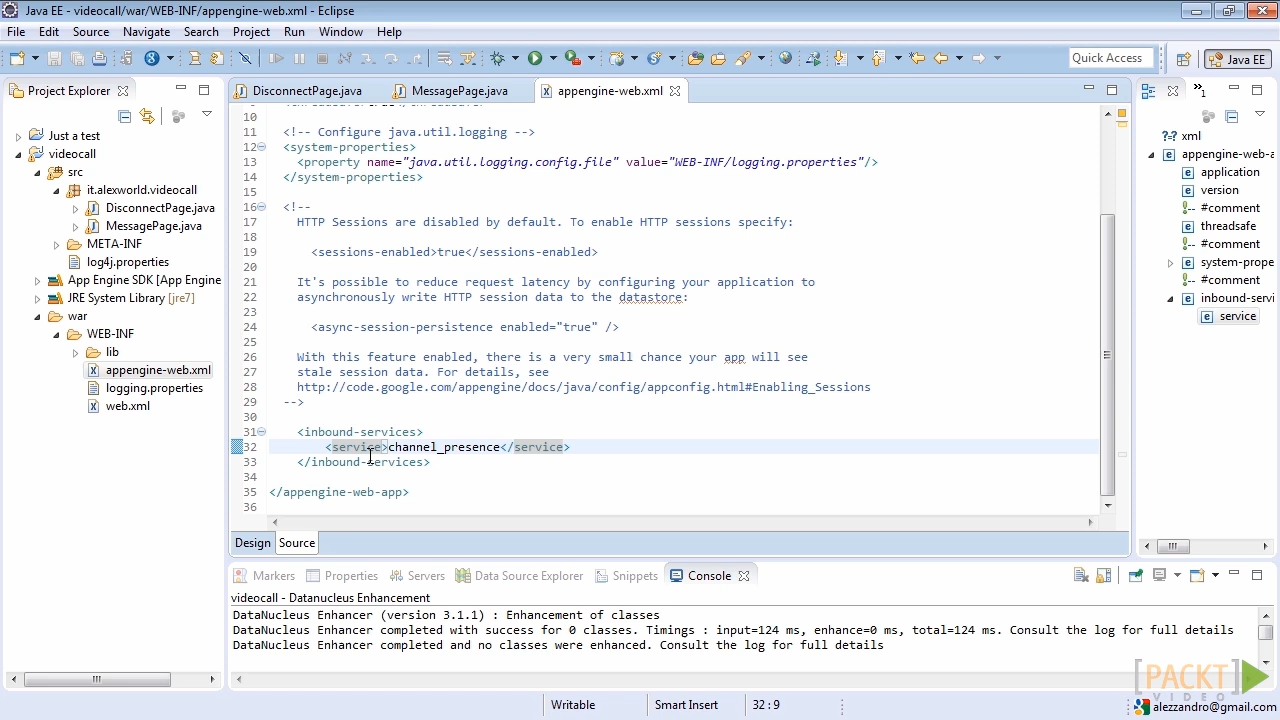 Java EE - videocall/war/WEB-INF/appengine-web.xml - Eclipse
File Edit Source Navigate Search Project Run Window Help
Quick Access
Java EE
Project Explorer
DisconnectPage.java
MessagePage.java
appengine-web.xml
Just a test
videocall
src
it.alexworld.videocall
DisconnectPage.java
MessagePage.java
META-INF
log4j.properties
App Engine SDK [App Engine
JRE System Library [jre7]
war
WEB-INF
lib
appengine-web.xml
logging.properties
web.xml
10
11 <!-- Configure java.util.logging -->
12 <system-properties>
13 <property name="java.util.logging.config.file" value="WEB-INF/logging.properties"/>
14 </system-properties>
15
16 <!--
17 HTTP Sessions are disabled by default. To enable HTTP sessions specify:
18
19 <sessions-enabled>true</sessions-enabled>
20
21 It's possible to reduce request latency by configuring your application to
22 asynchronously write HTTP session data to the datastore:
23
24 <async-session-persistence enabled="true" />
25
26 With this feature enabled, there is a very small chance your app will see
27 stale session data. For details, see
28 http://code.google.com/appengine/docs/java/config/appconfig.html#Enabling_Sessions
29 -->
30
31 <inbound-services>
32 <service>channel_presence</service>
33 </inbound-services>
34
35 </appengine-web-app>
36
Design Source
1
xml
appengine-web-a
application
version
#comment
threadsafe
#comment
system-prope
#comment
inbound-servi
service
Markers Properties Servers Data Source Explorer Snippets Console
videocall - Datanucleus Enhancement
DataNucleus Enhancer (version 3.1.1) : Enhancement of classes
DataNucleus Enhancer completed with success for 0 classes. Timings : input=124 ms, enhance=0 ms, total=124 ms. Consult the log for full details
DataNucleus Enhancer completed and no classes were enhanced. Consult the log for full details
[PACKT]
VIDEO
Writable
Smart Insert
32 : 9
alezzandro@gmail.com